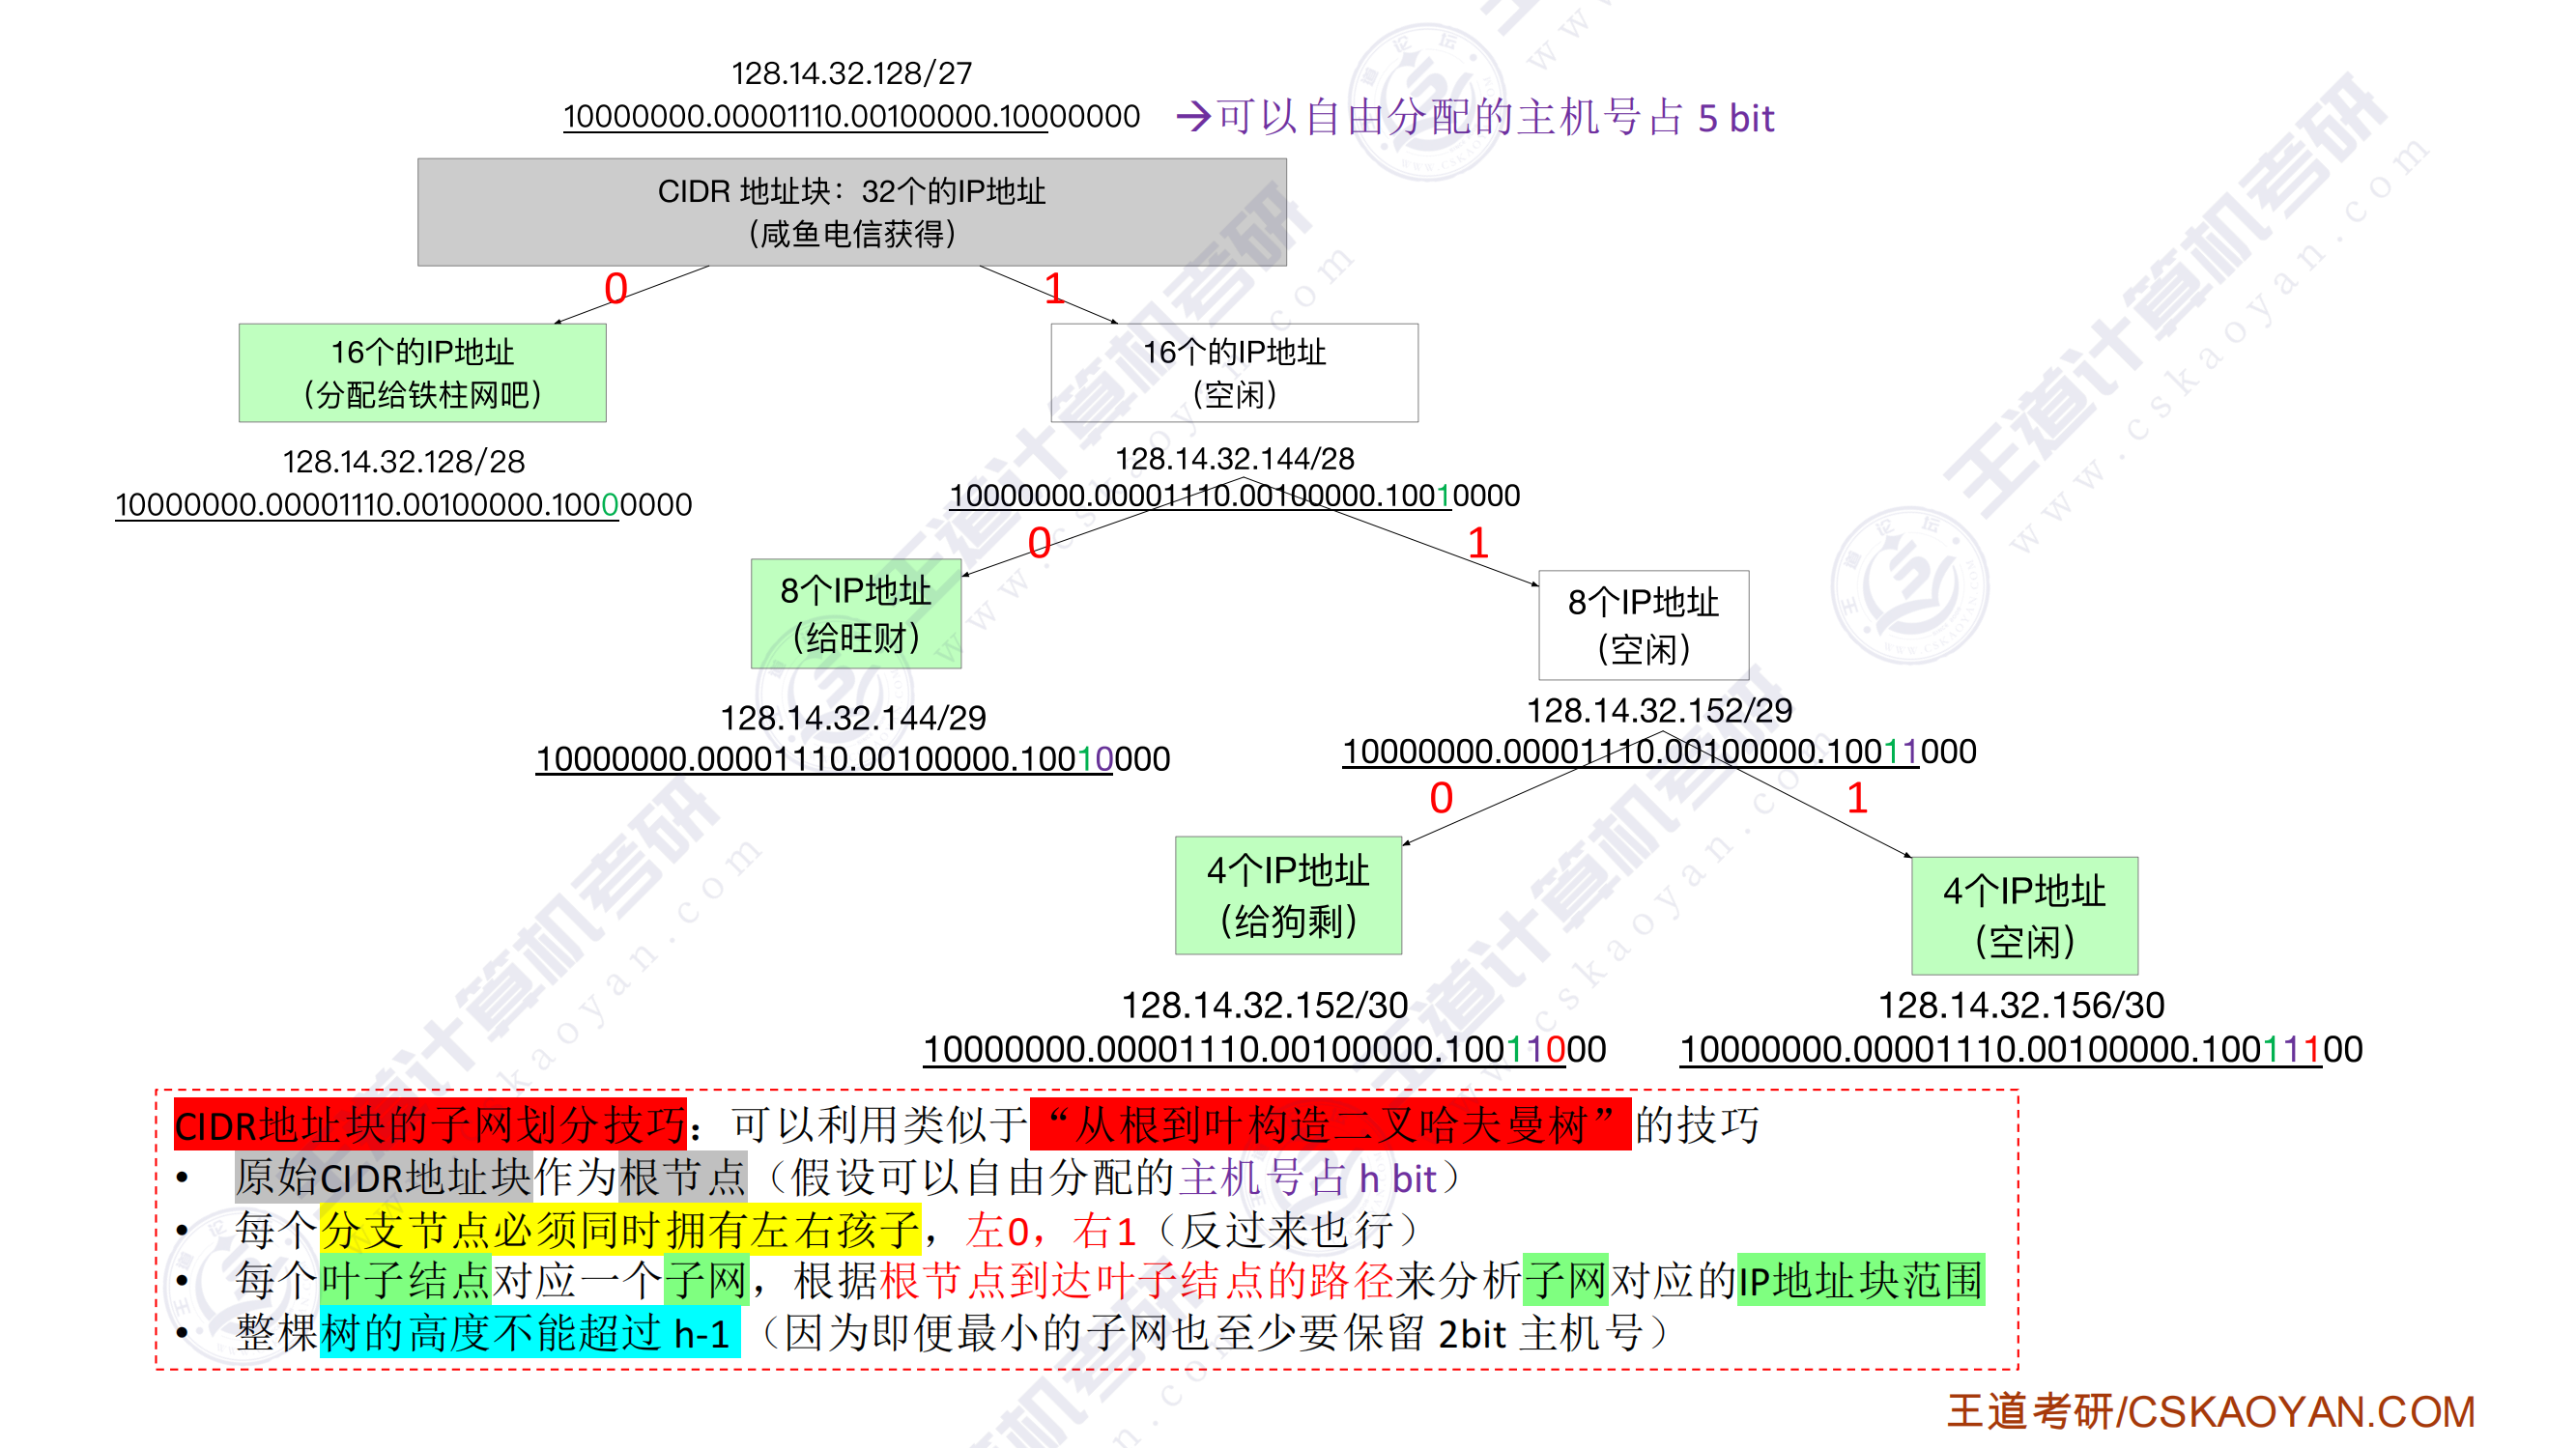 128.14.32.128/27
10000000.00001110.00100000.10000000
→可以自由分配的主机号占 5 bit
CIDR 地址块：32个的IP地址
（咸鱼电信获得）
0
1
16个的IP地址
（分配给铁柱网吧）
16个的IP地址
（空闲）
128.14.32.128/28
10000000.00001110.00100000.10000000
128.14.32.144/28
10000000.00001110.00100000.10010000
0
1
8个IP地址
（给旺财）
8个IP地址
（空闲）
128.14.32.144/29
10000000.00001110.00100000.10010000
128.14.32.152/29
10000000.00001110.00100000.10011000
0
1
4个IP地址
（给狗剩）
4个IP地址
（空闲）
128.14.32.152/30
10000000.00001110.00100000.10011000
128.14.32.156/30
10000000.00001110.00100000.10011100
CIDR地址块的子网划分技巧：可以利用类似于“从根到叶构造二叉哈夫曼树”的技巧
• 原始CIDR地址块作为根节点（假设可以自由分配的主机号占 h bit）
• 每个分支节点必须同时拥有左右孩子，左0，右1（反过来也行）
• 每个叶子结点对应一个子网，根据根节点到达叶子结点的路径来分析子网对应的IP地址块范围
• 整棵树的高度不能超过 h-1（因为即便最小的子网也至少要保留 2bit 主机号）
王道考研/CSKAOYAN.COM
王道计算机考研
www.cskaoyan.com